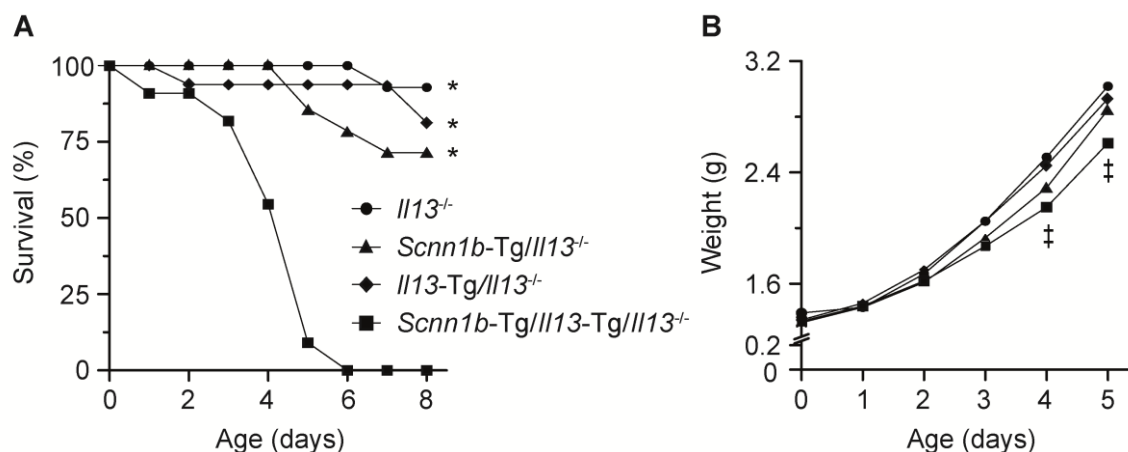 A
Survival (%)
100
75
50
25
0
*
*
*
Il13-/-
Scnn1b-Tg/Il13-/-
Il13-Tg/Il13-/-
Scnn1b-Tg/Il13-Tg/Il13-/-
0 2 4 6 8
Age (days)
B
Weight (g)
3.2
2.4
1.6
0.2
0
‡
‡
0 1 2 3 4 5
Age (days)